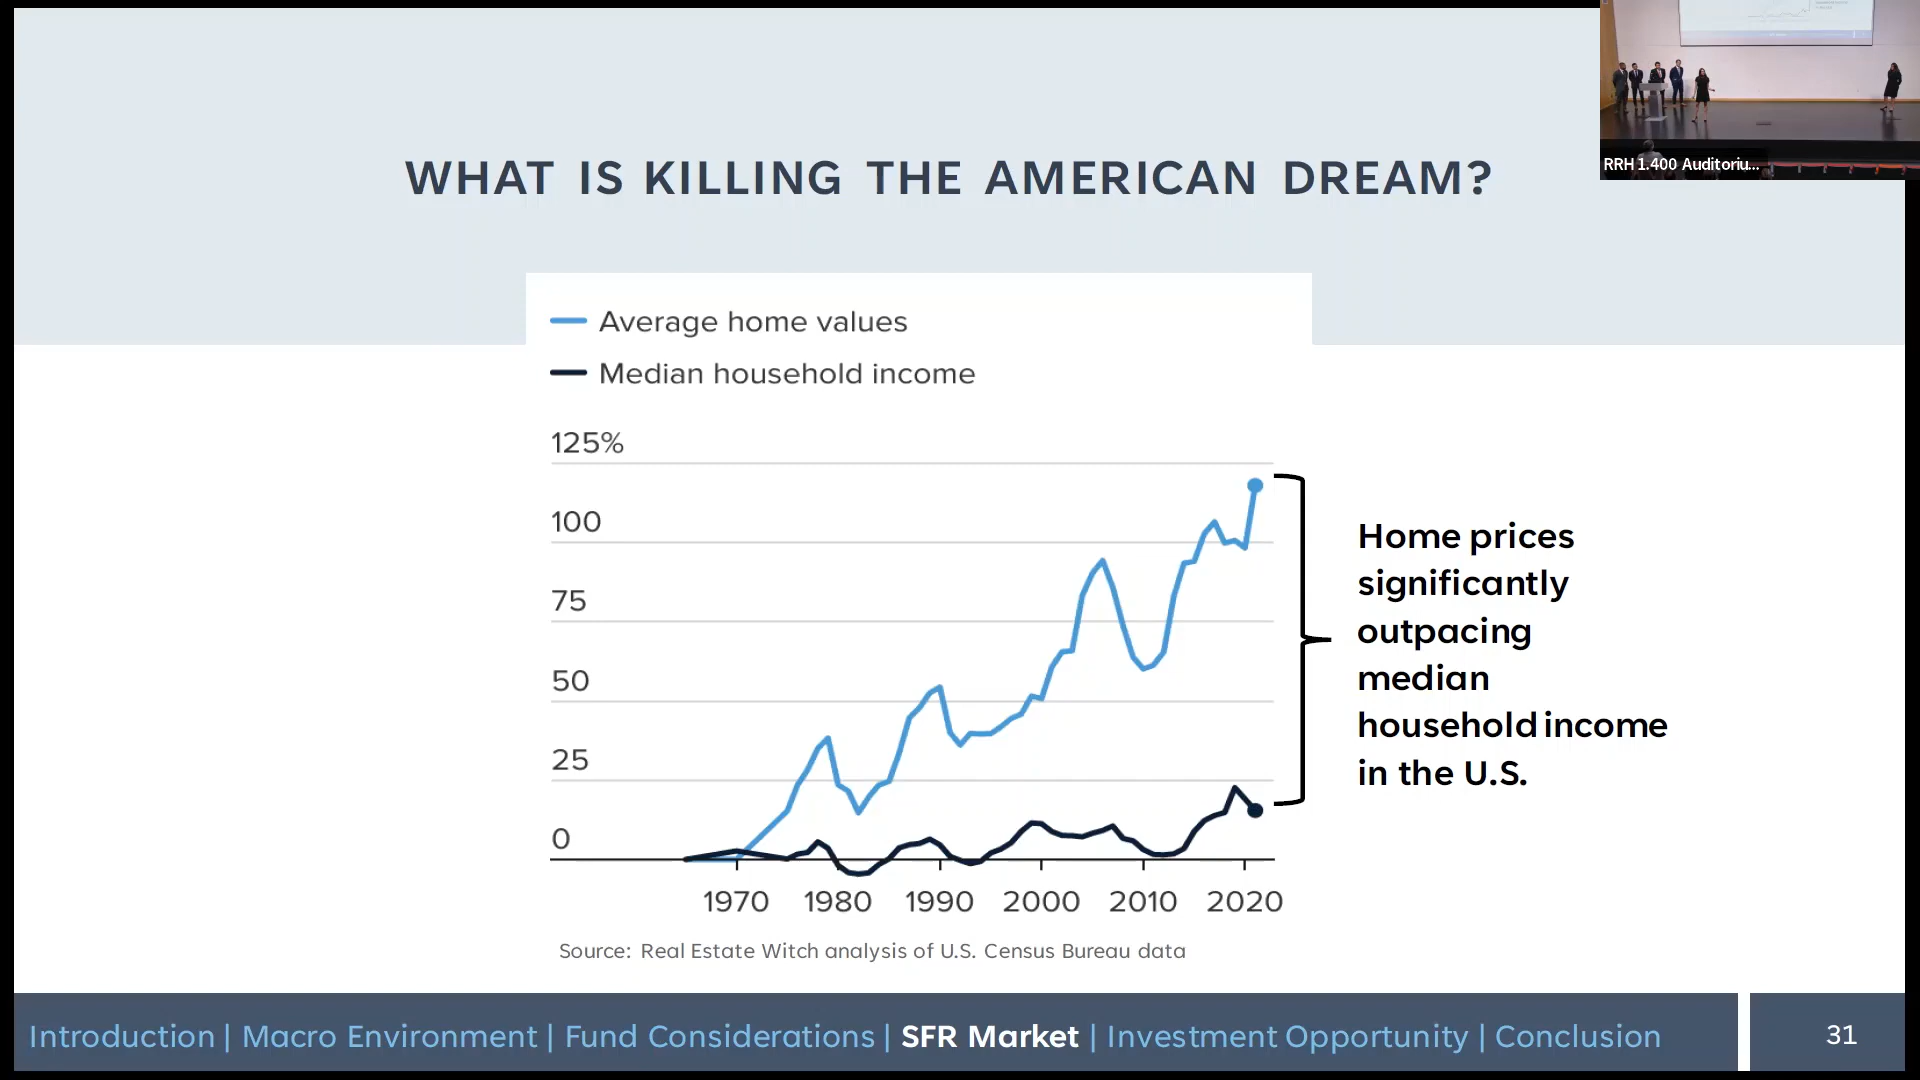 WHAT IS KILLING THE AMERICAN DREAM?
RRH 1.400 Auditoriu...
Average home values
Median household income
125%
100
75
50
25
0
1970 1980 1990 2000 2010 2020
Source: Real Estate Witch analysis of U.S. Census Bureau data
Home prices
significantly
outpacing
median
household income
in the U.S.
Introduction | Macro Environment | Fund Considerations | SFR Market | Investment Opportunity | Conclusion
31